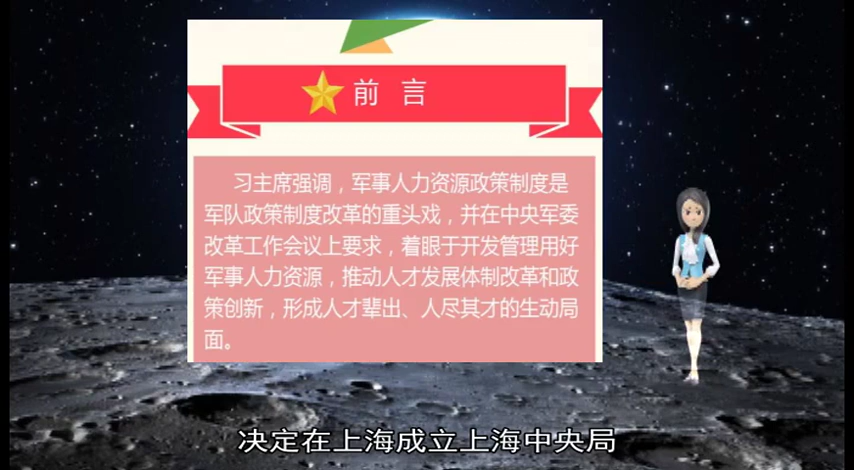 前 言
习主席强调，军事人力资源政策制度是
军队政策制度改革的重头戏，并在中央军委
改革工作会议上要求，着眼于开发管理用好
军事人力资源，推动人才发展体制改革和政
策创新，形成人才辈出、人尽其才的生动局
面。
决定在上海成立上海中央局